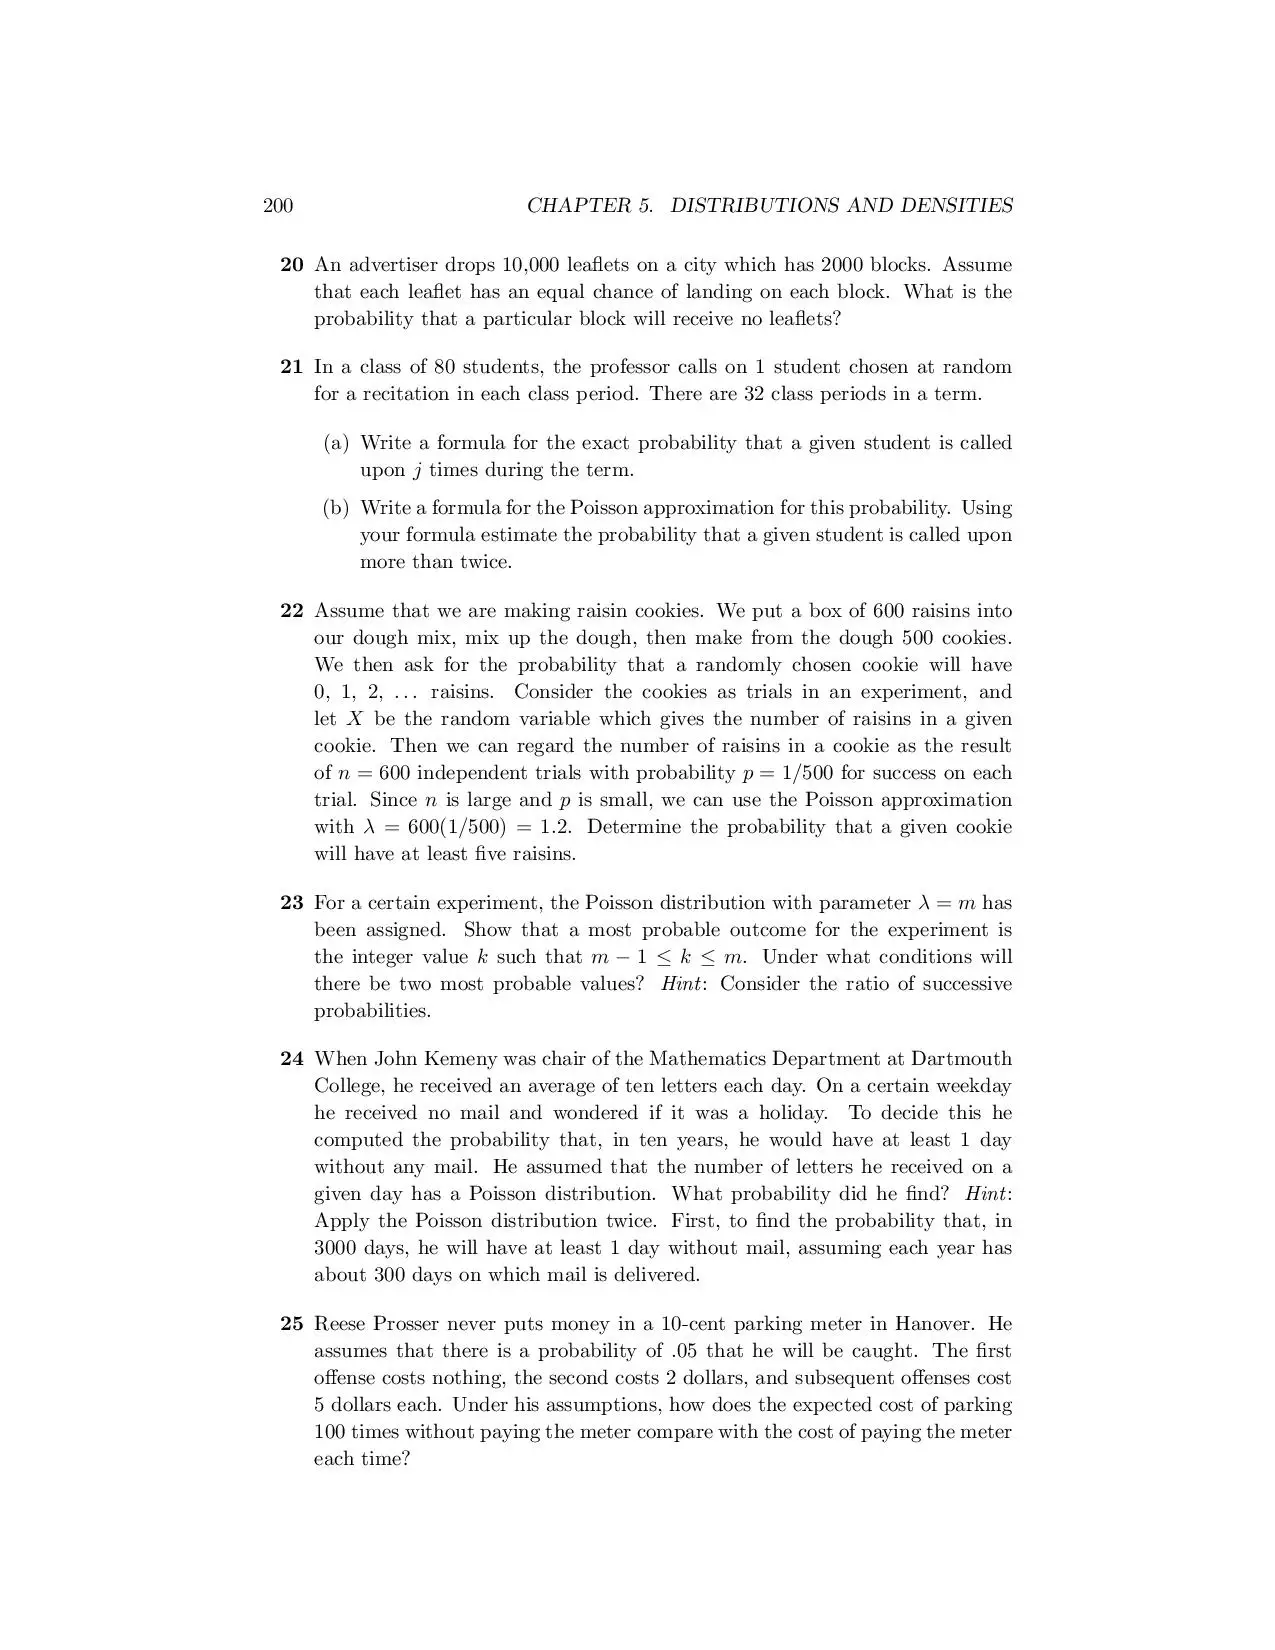 200 CHAPTER 5. DISTRIBUTIONS AND DENSITIES
20 An advertiser drops 10,000 leaflets on a city which has 2000 blocks. Assume
that each leaflet has an equal chance of landing on each block. What is the
probability that a particular block will receive no leaflets?
21 In a class of 80 students, the professor calls on 1 student chosen at random
for a recitation in each class period. There are 32 class periods in a term.
(a) Write a formula for the exact probability that a given student is called
upon j times during the term.
(b) Write a formula for the Poisson approximation for this probability. Using
your formula estimate the probability that a given student is called upon
more than twice.
22 Assume that we are making raisin cookies. We put a box of 600 raisins into
our dough mix, mix up the dough, then make from the dough 500 cookies.
We then ask for the probability that a randomly chosen cookie will have
0, 1, 2, ... raisins. Consider the cookies as trials in an experiment, and
let X be the random variable which gives the number of raisins in a given
cookie. Then we can regard the number of raisins in a cookie as the result
of n = 600 independent trials with probability p = 1/500 for success on each
trial. Since n is large and p is small, we can use the Poisson approximation
with λ = 600(1/500) = 1.2. Determine the probability that a given cookie
will have at least five raisins.
23 For a certain experiment, the Poisson distribution with parameter λ = m has
been assigned. Show that a most probable outcome for the experiment is
the integer value k such that m − 1 ≤ k ≤ m. Under what conditions will
there be two most probable values? Hint: Consider the ratio of successive
probabilities.
24 When John Kemeny was chair of the Mathematics Department at Dartmouth
College, he received an average of ten letters each day. On a certain weekday
he received no mail and wondered if it was a holiday. To decide this he
computed the probability that, in ten years, he would have at least 1 day
without any mail. He assumed that the number of letters he received on a
given day has a Poisson distribution. What probability did he find? Hint:
Apply the Poisson distribution twice. First, to find the probability that, in
3000 days, he will have at least 1 day without mail, assuming each year has
about 300 days on which mail is delivered.
25 Reese Prosser never puts money in a 10-cent parking meter in Hanover. He
assumes that there is a probability of .05 that he will be caught. The first
offense costs nothing, the second costs 2 dollars, and subsequent offenses cost
5 dollars each. Under his assumptions, how does the expected cost of parking
100 times without paying the meter compare with the cost of paying the meter
each time?